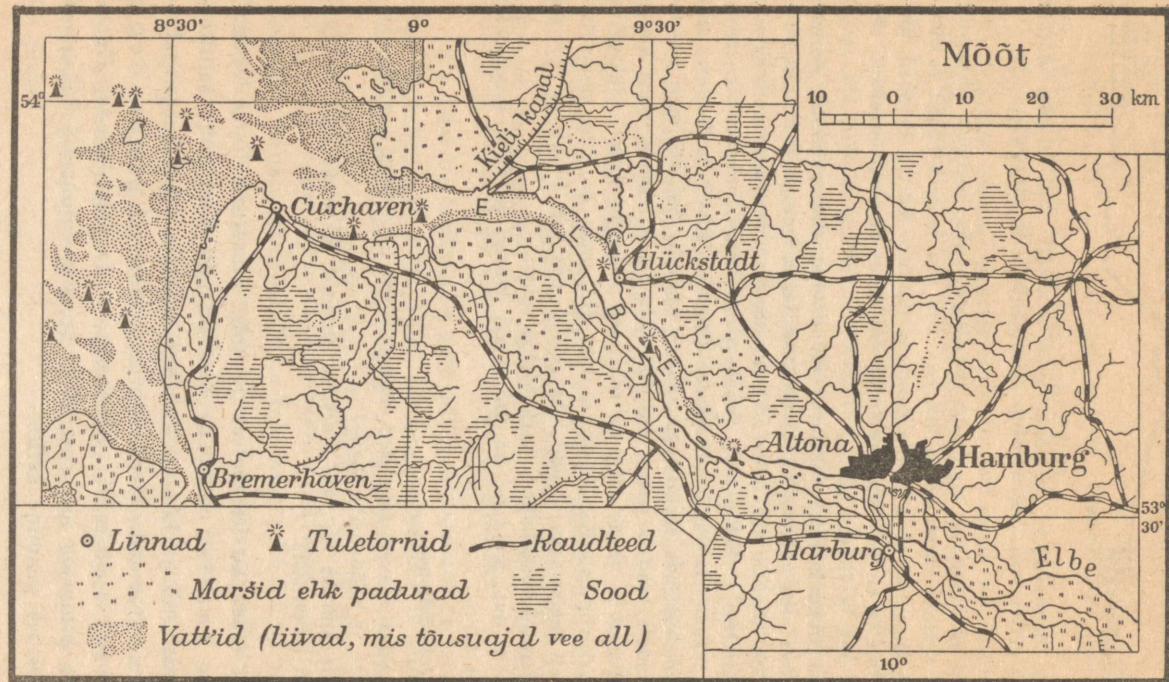 8°30'
9°
9°30'
Mõõt
10 0 10 20 30 km
54°
Kieli kanal
Cuxhaven
E L B E
Glückstadt
Altona
Hamburg
Bremerhaven
53°
30'
Harburg
Elbe
Linnad Tuletornid Raudteed
Maršid ehk padurad Sood
Vatt'id (liivad, mis tõusuajal vee all)
10°